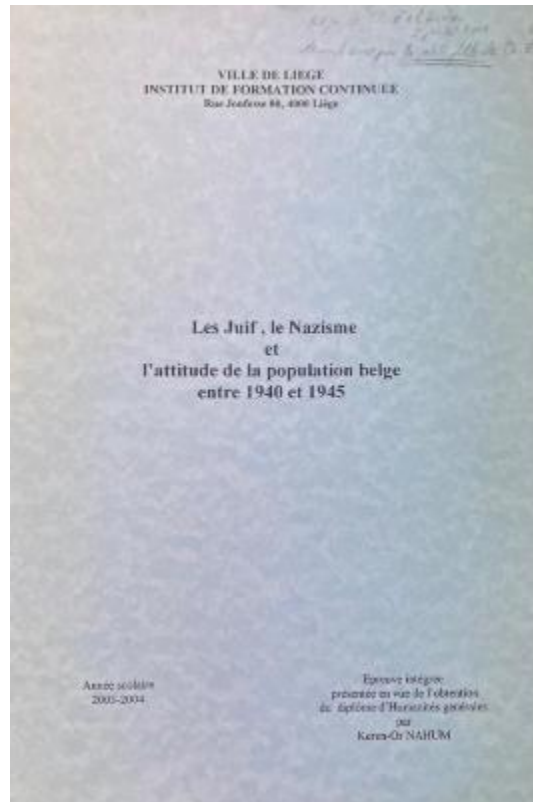 VILLE DE LIEGE
INSTITUT DE FORMATION CONTINUEE
Rue Jonfosse 80, 4000 Liège
Les Juif , le Nazisme
et
l'attitude de la population belge
entre 1940 et 1945
Année scolaire
2003-2004
Epreuve intégrée
présentée en vue de l'obtention
du diplôme d'Humanités générales
par
Keren-Or NAHUM